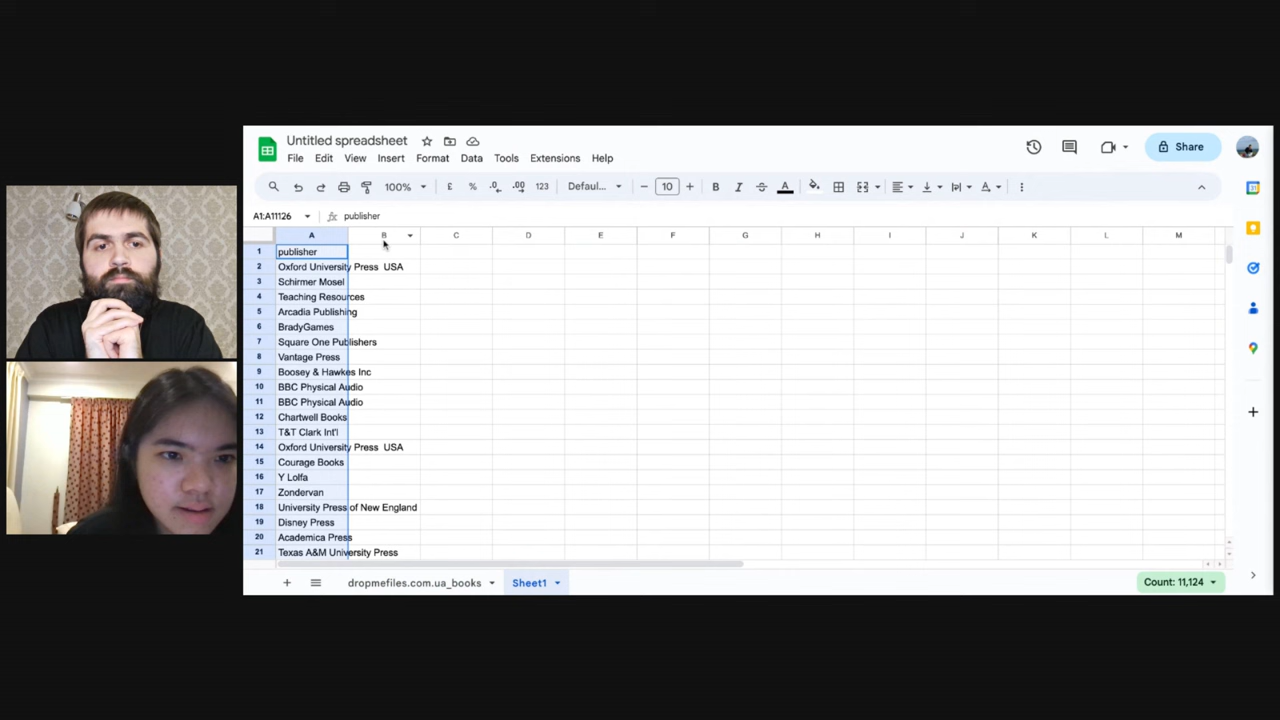 Untitled spreadsheet
File Edit View Insert Format Data Tools Extensions Help
Share
100% £ % .0 .00 123 Defaul... 10 B I S A
A1:A11126 fx publisher
A B C D E F G H I J K L M
1 publisher
2 Oxford University Press USA
3 Schirmer Mosel
4 Teaching Resources
5 Arcadia Publishing
6 BradyGames
7 Square One Publishers
8 Vantage Press
9 Boosey & Hawkes Inc
10 BBC Physical Audio
11 BBC Physical Audio
12 Chartwell Books
13 T&T Clark Int'l
14 Oxford University Press USA
15 Courage Books
16 Y Lolfa
17 Zondervan
18 University Press of New England
19 Disney Press
20 Academica Press
21 Texas A&M University Press
dropmefiles.com.ua_books Sheet1 Count: 11,124